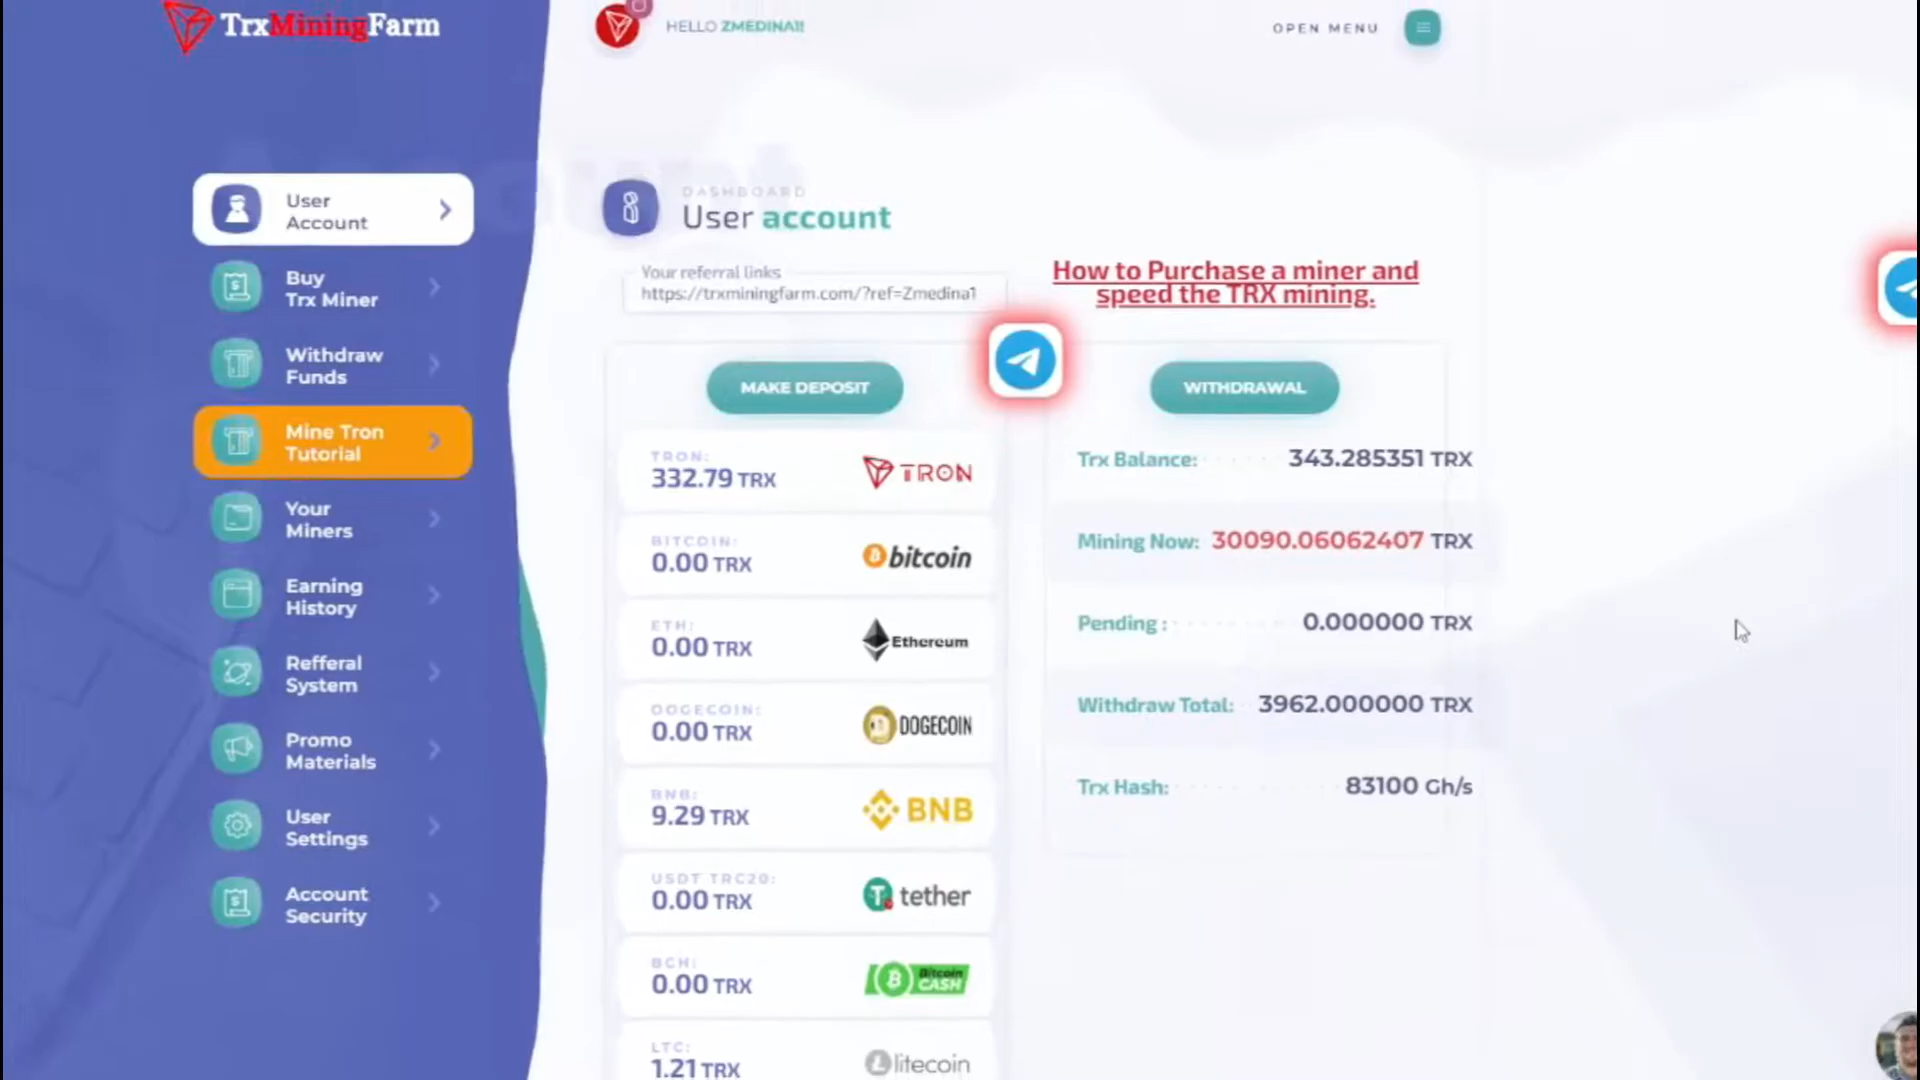 TrxMiningFarm
HELLO ZMEDINA1!
OPEN MENU
User
Account
Buy
Trx Miner
Withdraw
Funds
Mine Tron
Tutorial
Your
Miners
Earning
History
Refferal
System
Promo
Materials
User
Settings
Account
Security
DASHBOARD
User account
Your referral links
https://trxminingfarm.com/?ref=Zmedina1
How to Purchase a miner and
speed the TRX mining.
MAKE DEPOSIT
TRON:
332.79 TRX
TRON
BITCOIN:
0.00 TRX
bitcoin
ETH:
0.00 TRX
Ethereum
DOGECOIN:
0.00 TRX
DOGECOIN
BNB:
9.29 TRX
BNB
USDT TRC20:
0.00 TRX
tether
BCH:
0.00 TRX
Bitcoin
CASH
LTC:
1.21 TRX
litecoin
WITHDRAWAL
Trx Balance: 343.285351 TRX
Mining Now: 30090.06062407 TRX
Pending : 0.000000 TRX
Withdraw Total: 3962.000000 TRX
Trx Hash: 83100 Gh/s